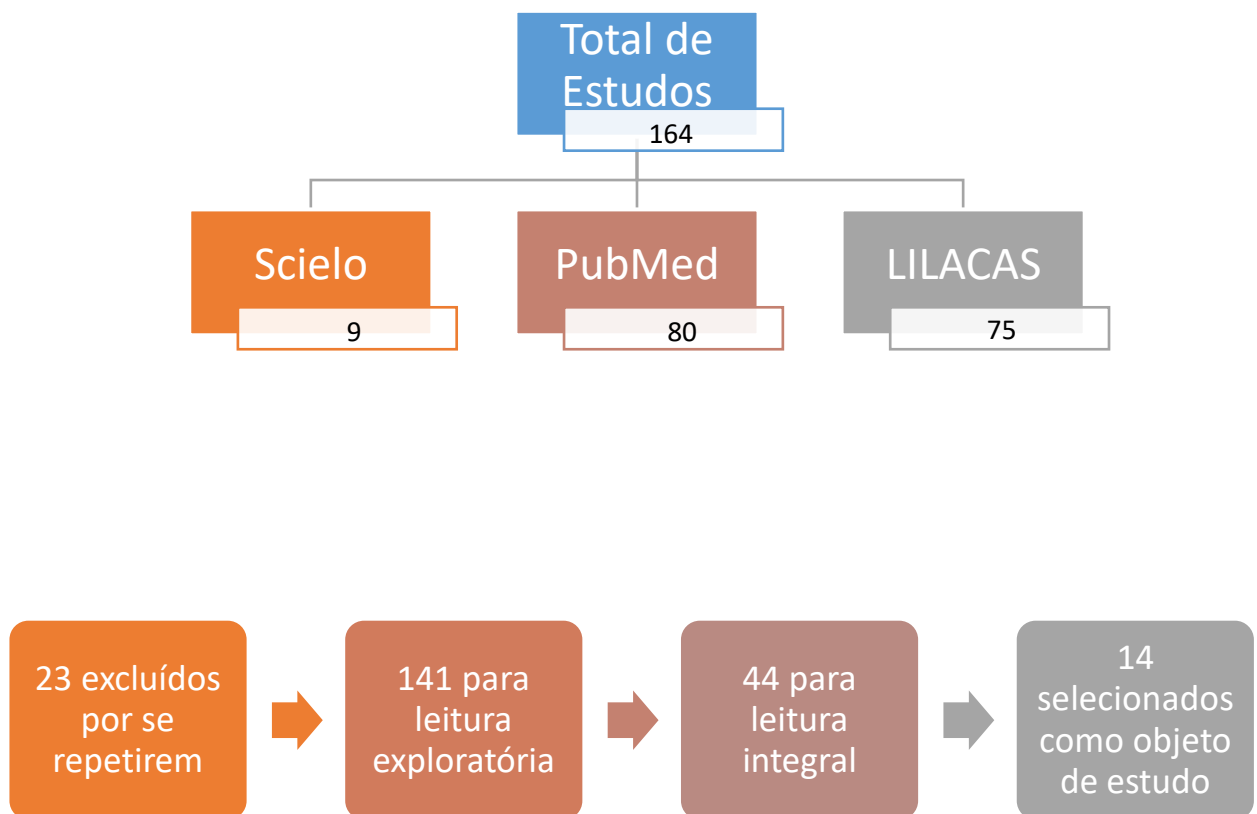 Total de
Estudos
164
Scielo
9
PubMed
80
LILACAS
75
23 excluídos
por se
repetirem
141 para
leitura
exploratória
44 para
leitura
integral
14
selecionados
como objeto
de estudo